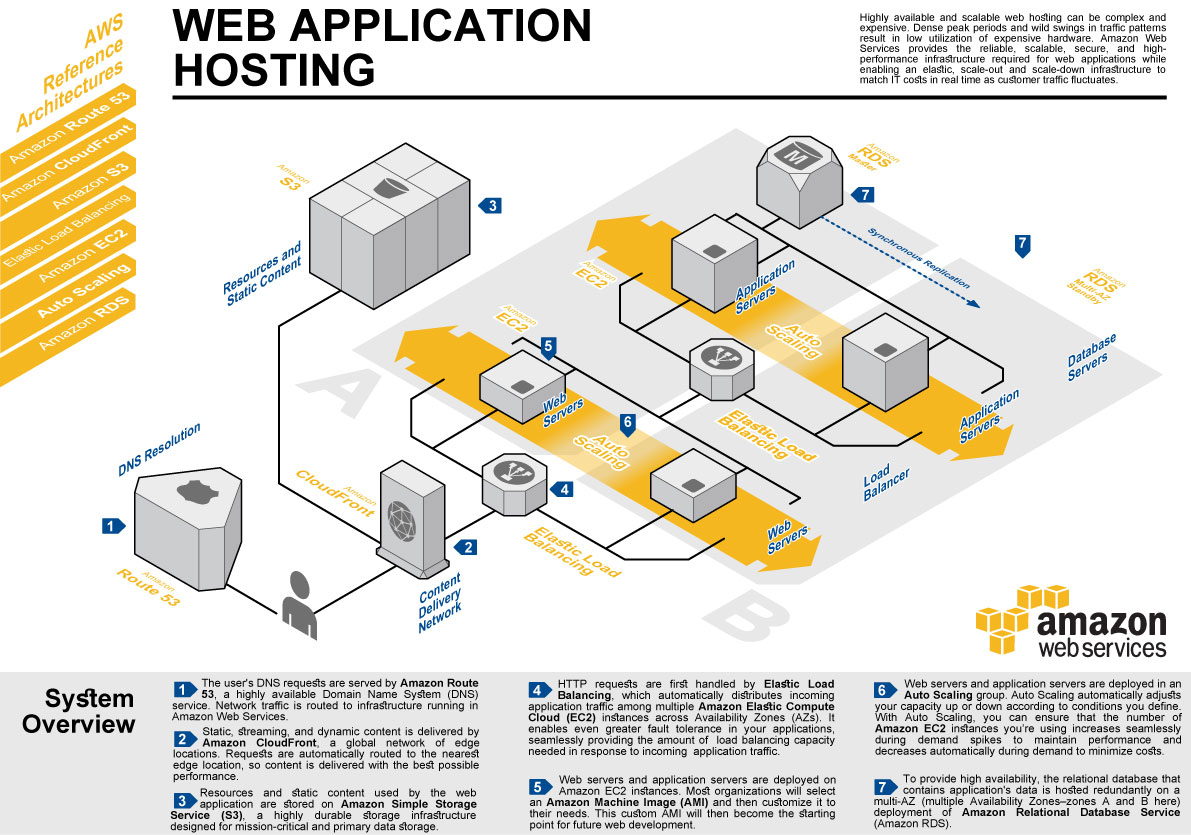 WEB APPLICATION
HOSTING
Highly available and scalable web hosting can be complex and
expensive. Dense peak periods and wild swings in traffic patterns
result in low utilization of expensive hardware. Amazon Web
Services provides the reliable, scalable, secure, and high-
performance infrastructure required for web applications while
enabling an elastic, scale-out and scale-down infrastructure to
match IT costs in real time as customer traffic fluctuates.
AWS
Reference
Architectures
Amazon Route 53
Amazon CloudFront
Amazon S3
Elastic Load Balancing
Amazon EC2
Auto Scaling
Amazon RDS
Amazon
S3
3
Resources and
Static Content
M
Amazon
RDS
Master
7
Synchronous Replication
7
Amazon
RDS
Multi-AZ
Standby
Database
Servers
Amazon
EC2
Application
Servers
Auto
Scaling
Application
Servers
Elastic Load
Balancing
Load
Balancer
A
Amazon
EC2
5
Web
Servers
6
Auto
Scaling
Web
Servers
4
Elastic Load
Balancing
B
DNS Resolution
1
Amazon
Route 53
Amazon
CloudFront
2
Content
Delivery
Network
amazon
web services
System
Overview
1 The user's DNS requests are served by Amazon Route
53, a highly available Domain Name System (DNS)
service. Network traffic is routed to infrastructure running in
Amazon Web Services.
2 Static, streaming, and dynamic content is delivered by
Amazon CloudFront, a global network of edge
locations. Requests are automatically routed to the nearest
edge location, so content is delivered with the best possible
performance.
3 Resources and static content used by the web
application are stored on Amazon Simple Storage
Service (S3), a highly durable storage infrastructure
designed for mission-critical and primary data storage.
4 HTTP requests are first handled by Elastic Load
Balancing, which automatically distributes incoming
application traffic among multiple Amazon Elastic Compute
Cloud (EC2) instances across Availability Zones (AZs). It
enables even greater fault tolerance in your applications,
seamlessly providing the amount of load balancing capacity
needed in response to incoming application traffic.
5 Web servers and application servers are deployed on
Amazon EC2 instances. Most organizations will select
an Amazon Machine Image (AMI) and then customize it to
their needs. This custom AMI will then become the starting
point for future web development.
6 Web servers and application servers are deployed in an
Auto Scaling group. Auto Scaling automatically adjusts
your capacity up or down according to conditions you define.
With Auto Scaling, you can ensure that the number of
Amazon EC2 instances you're using increases seamlessly
during demand spikes to maintain performance and
decreases automatically during demand to minimize costs.
7 To provide high availability, the relational database that
contains application's data is hosted redundantly on a
multi-AZ (multiple Availability Zones–zones A and B here)
deployment of Amazon Relational Database Service
(Amazon RDS).